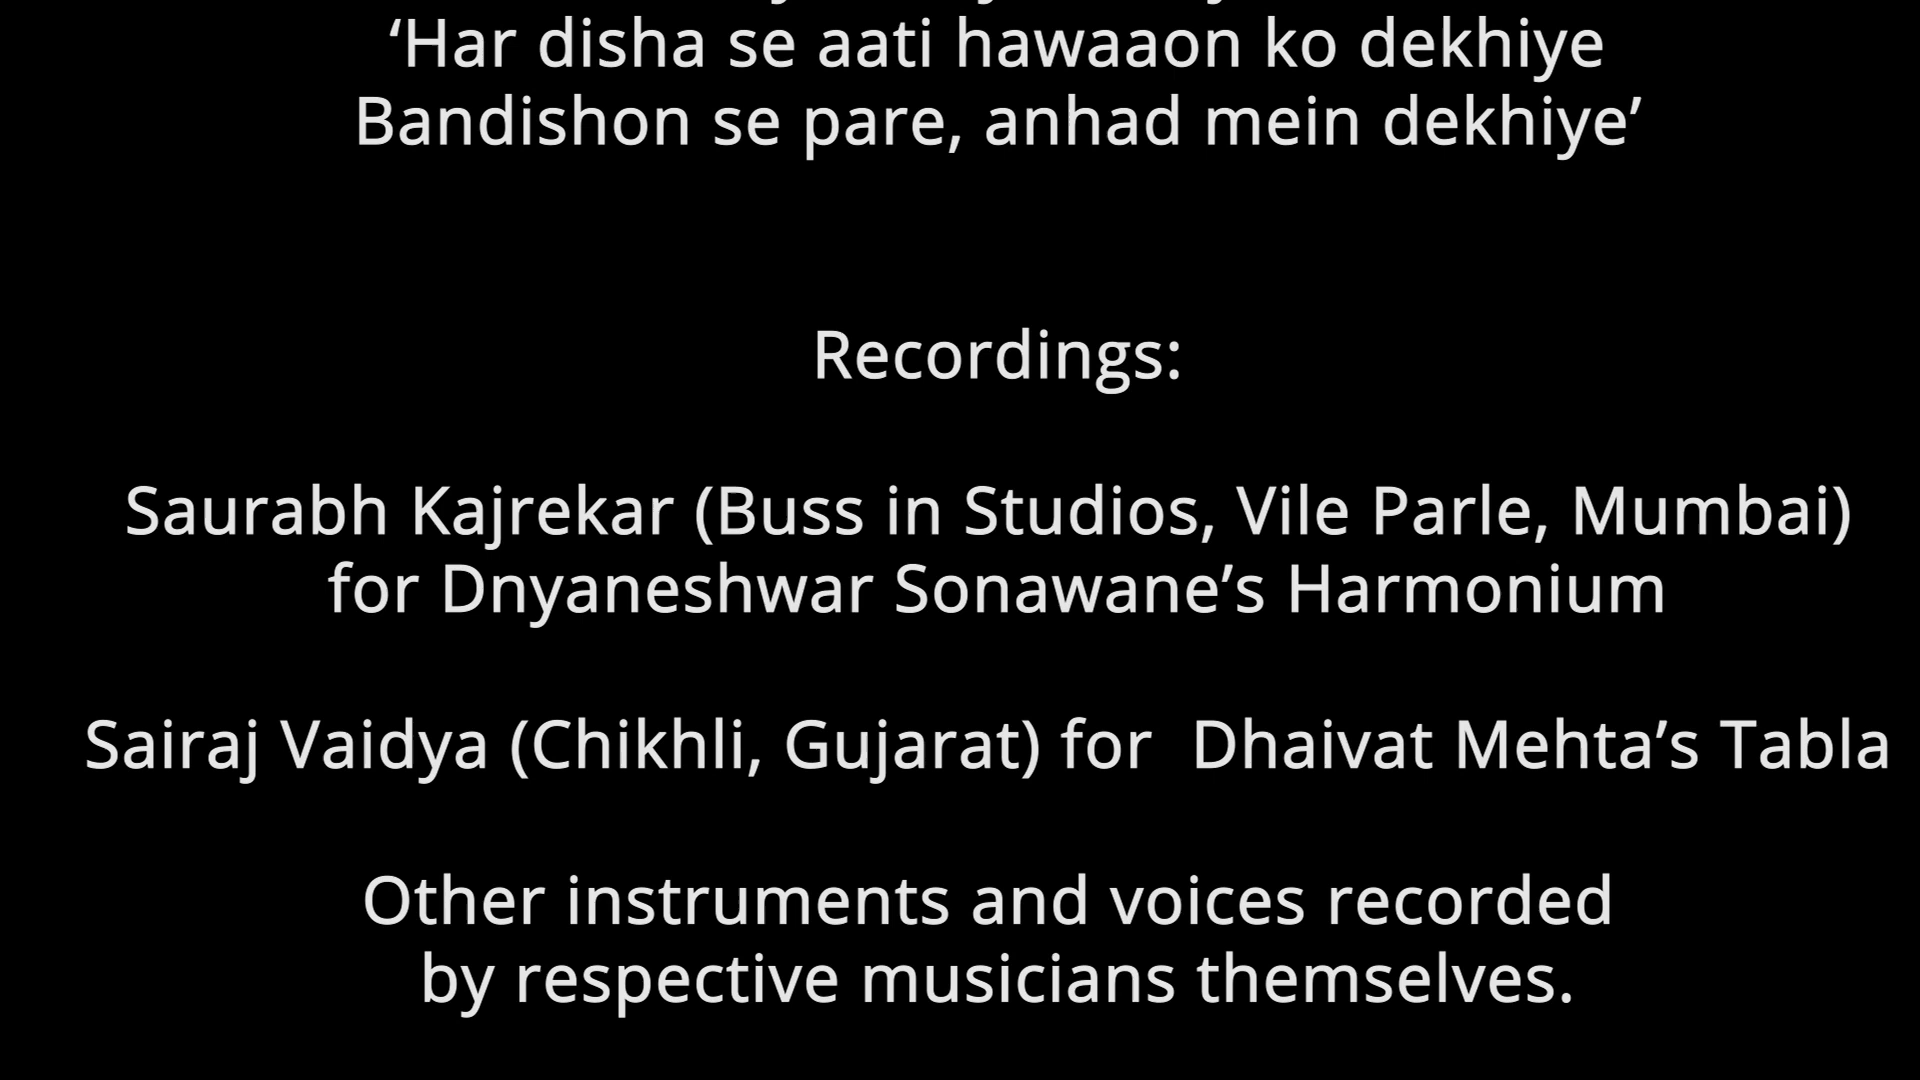 ‘Har disha se aati hawaaon ko dekhiye
Bandishon se pare, anhad mein dekhiye’
Recordings:
Saurabh Kajrekar (Buss in Studios, Vile Parle, Mumbai)
for Dnyaneshwar Sonawane’s Harmonium
Sairaj Vaidya (Chikhli, Gujarat) for  Dhaivat Mehta’s Tabla
Other instruments and voices recorded
by respective musicians themselves.